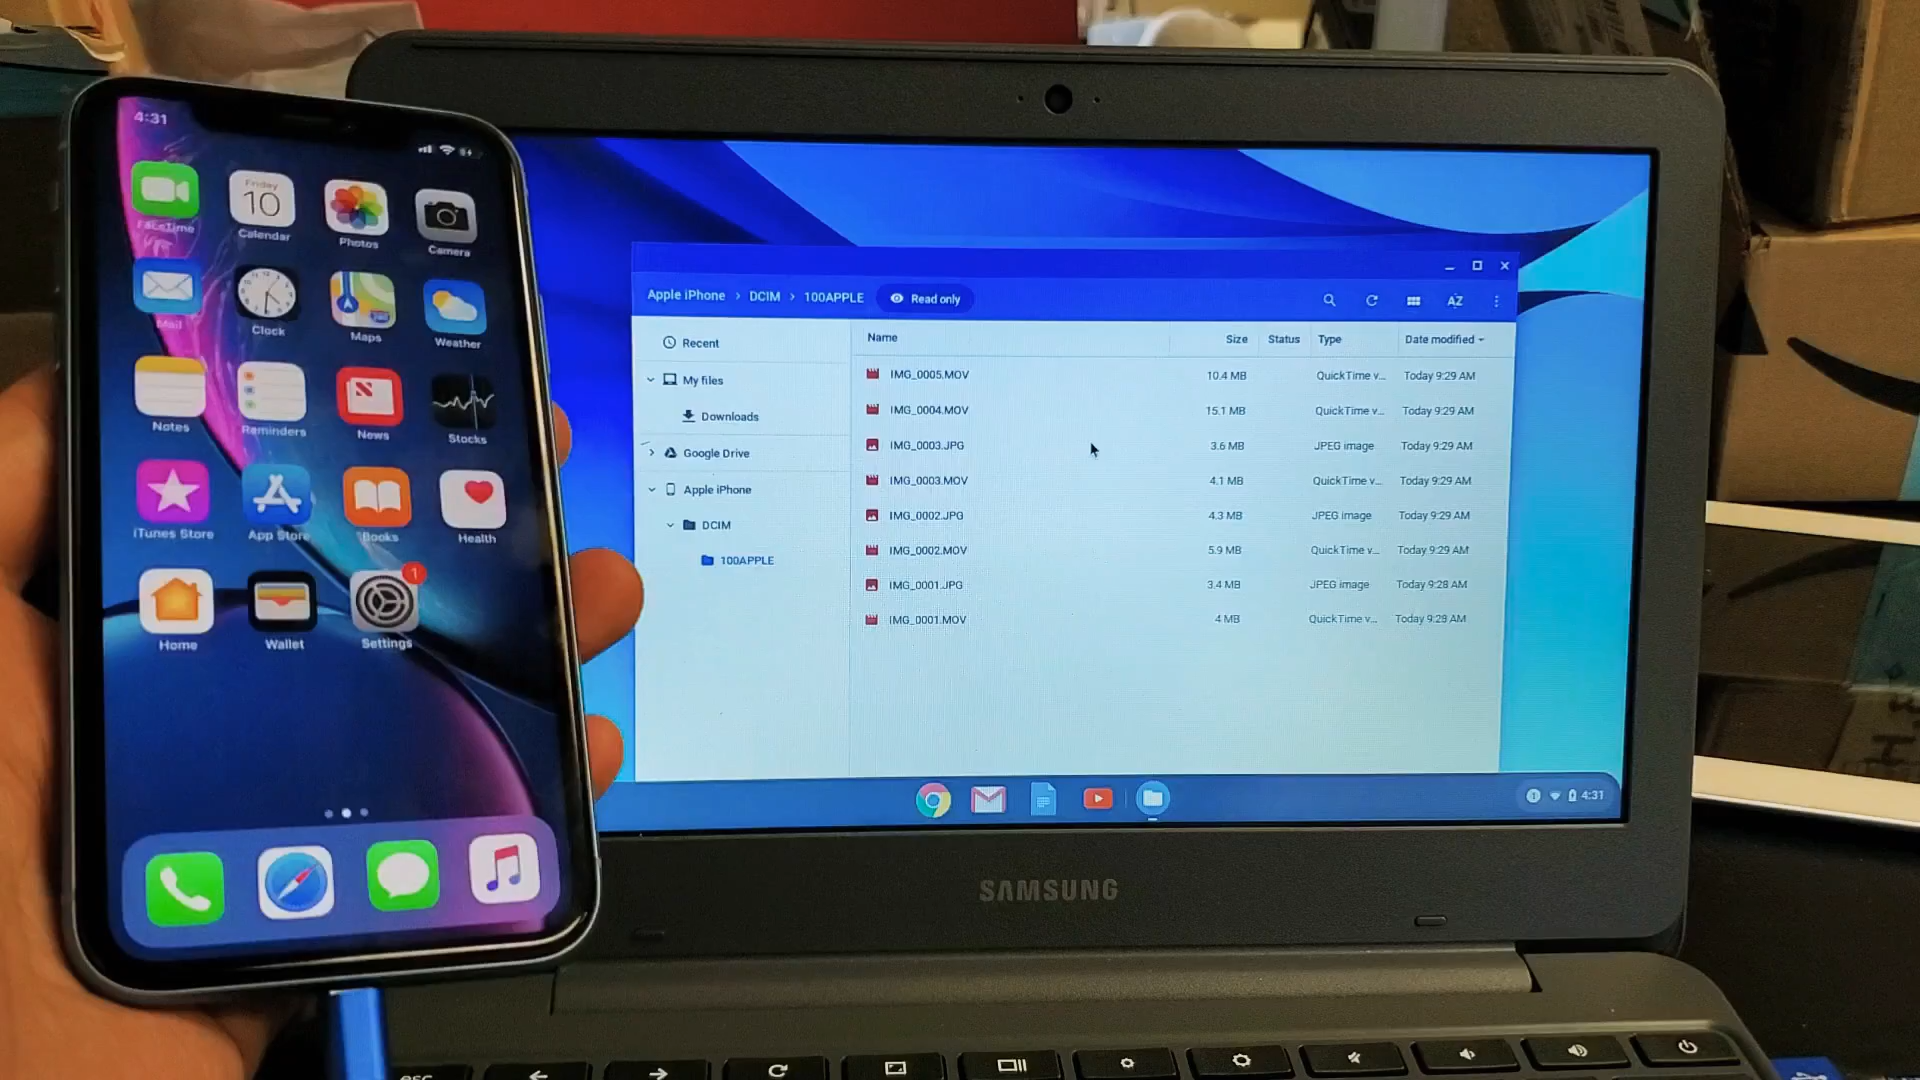 4:31
FaceTime
Friday
10
Calendar
Photos
Camera
Mail
Clock
Maps
Weather
Notes
Reminders
News
Stocks
iTunes Store
App Store
Books
Health
Home
Wallet
1
Settings
Apple iPhone > DCIM > 100APPLE Read only
AZ
Recent
My files
Downloads
Google Drive
Apple iPhone
DCIM
100APPLE
Name Size Status Type Date modified
IMG_0005.MOV 10.4 MB QuickTime v... Today 9:29 AM
IMG_0004.MOV 15.1 MB QuickTime v... Today 9:29 AM
IMG_0003.JPG 3.6 MB JPEG image Today 9:29 AM
IMG_0003.MOV 4.1 MB QuickTime v... Today 9:29 AM
IMG_0002.JPG 4.3 MB JPEG image Today 9:29 AM
IMG_0002.MOV 5.9 MB QuickTime v... Today 9:29 AM
IMG_0001.JPG 3.4 MB JPEG image Today 9:28 AM
IMG_0001.MOV 4 MB QuickTime v... Today 9:28 AM
1 4:31
SAMSUNG
esc